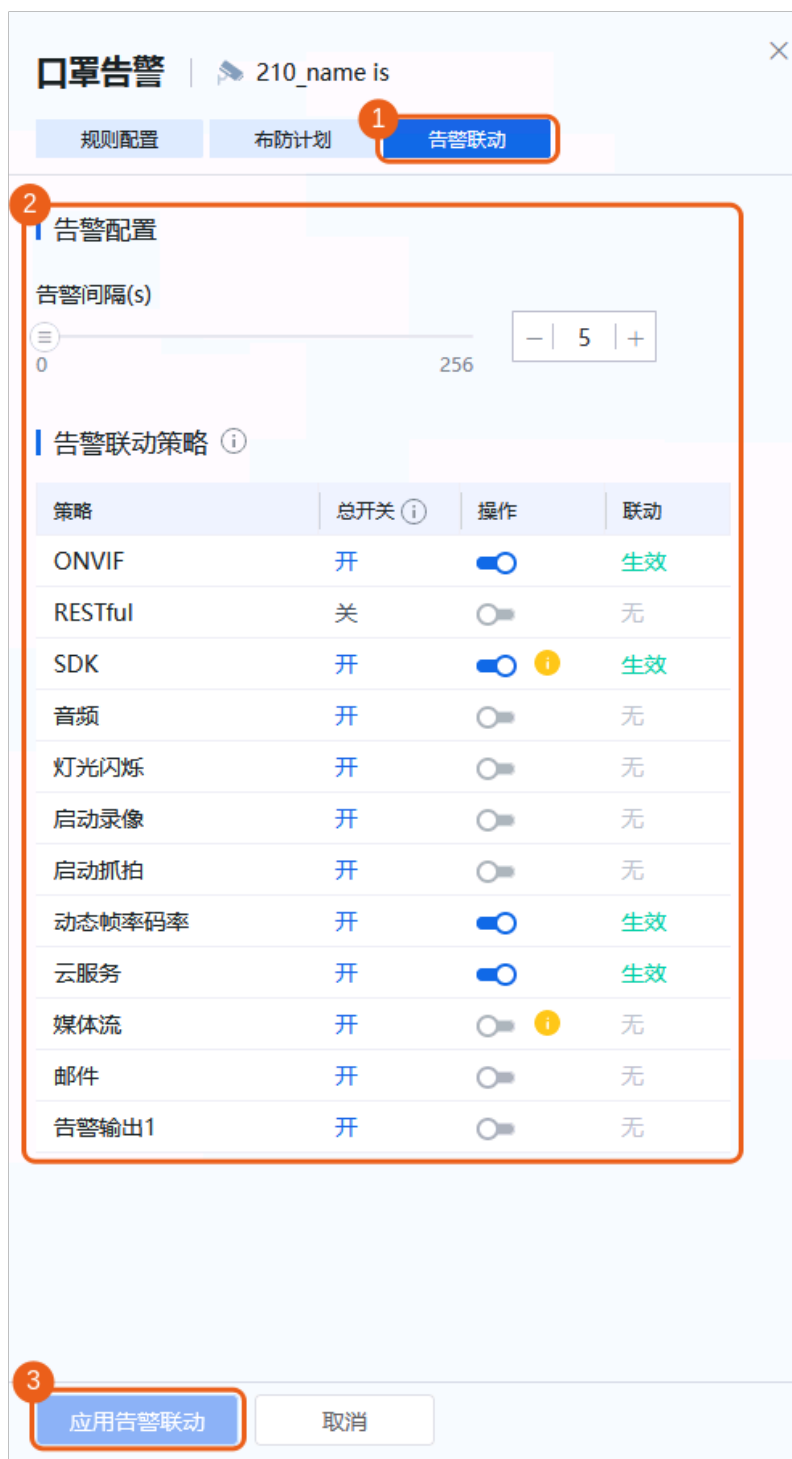 口罩告警 210_name is
1
规则配置 布防计划 告警联动
2
告警配置
告警间隔(s)
5
0 256
告警联动策略
策略 总开关 操作 联动
ONVIF 开 生效
RESTful 关 无
SDK 开 生效
音频 开 无
灯光闪烁 开 无
启动录像 开 无
启动抓拍 开 无
动态帧率码率 开 生效
云服务 开 生效
媒体流 开 无
邮件 开 无
告警输出1 开 无
3
应用告警联动 取消